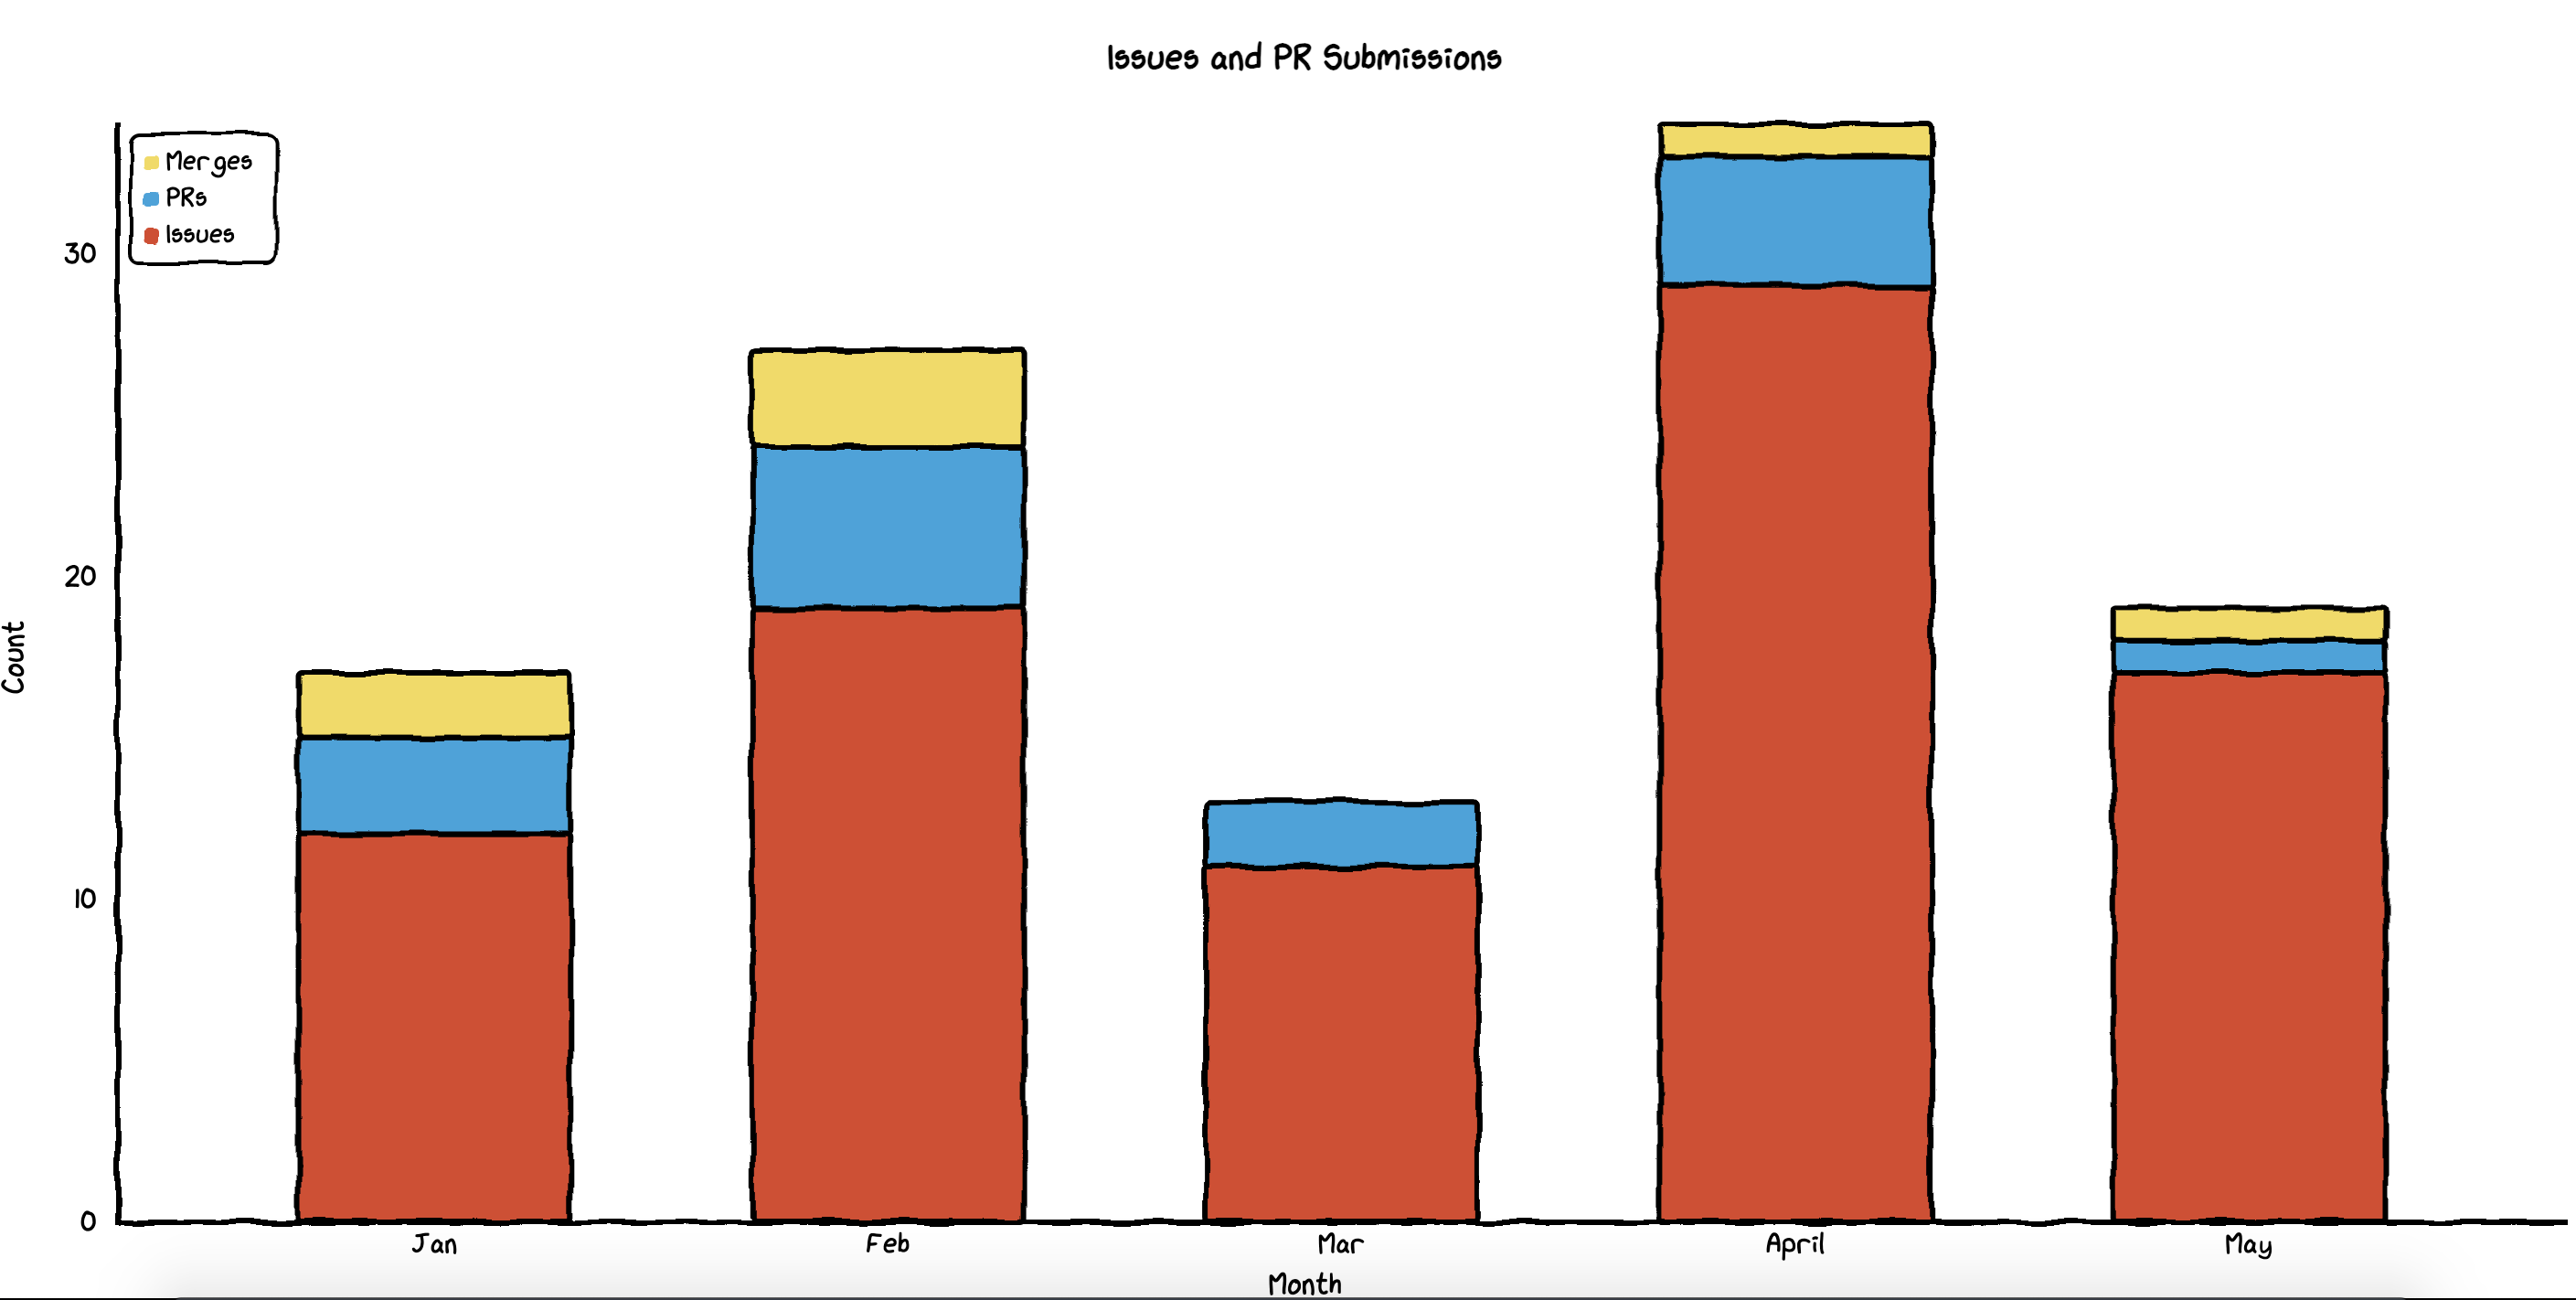 Issues and PR Submissions
Merges
PRs
Issues
30
20
10
0
Count
Jan
Feb
Mar
April
May
Month